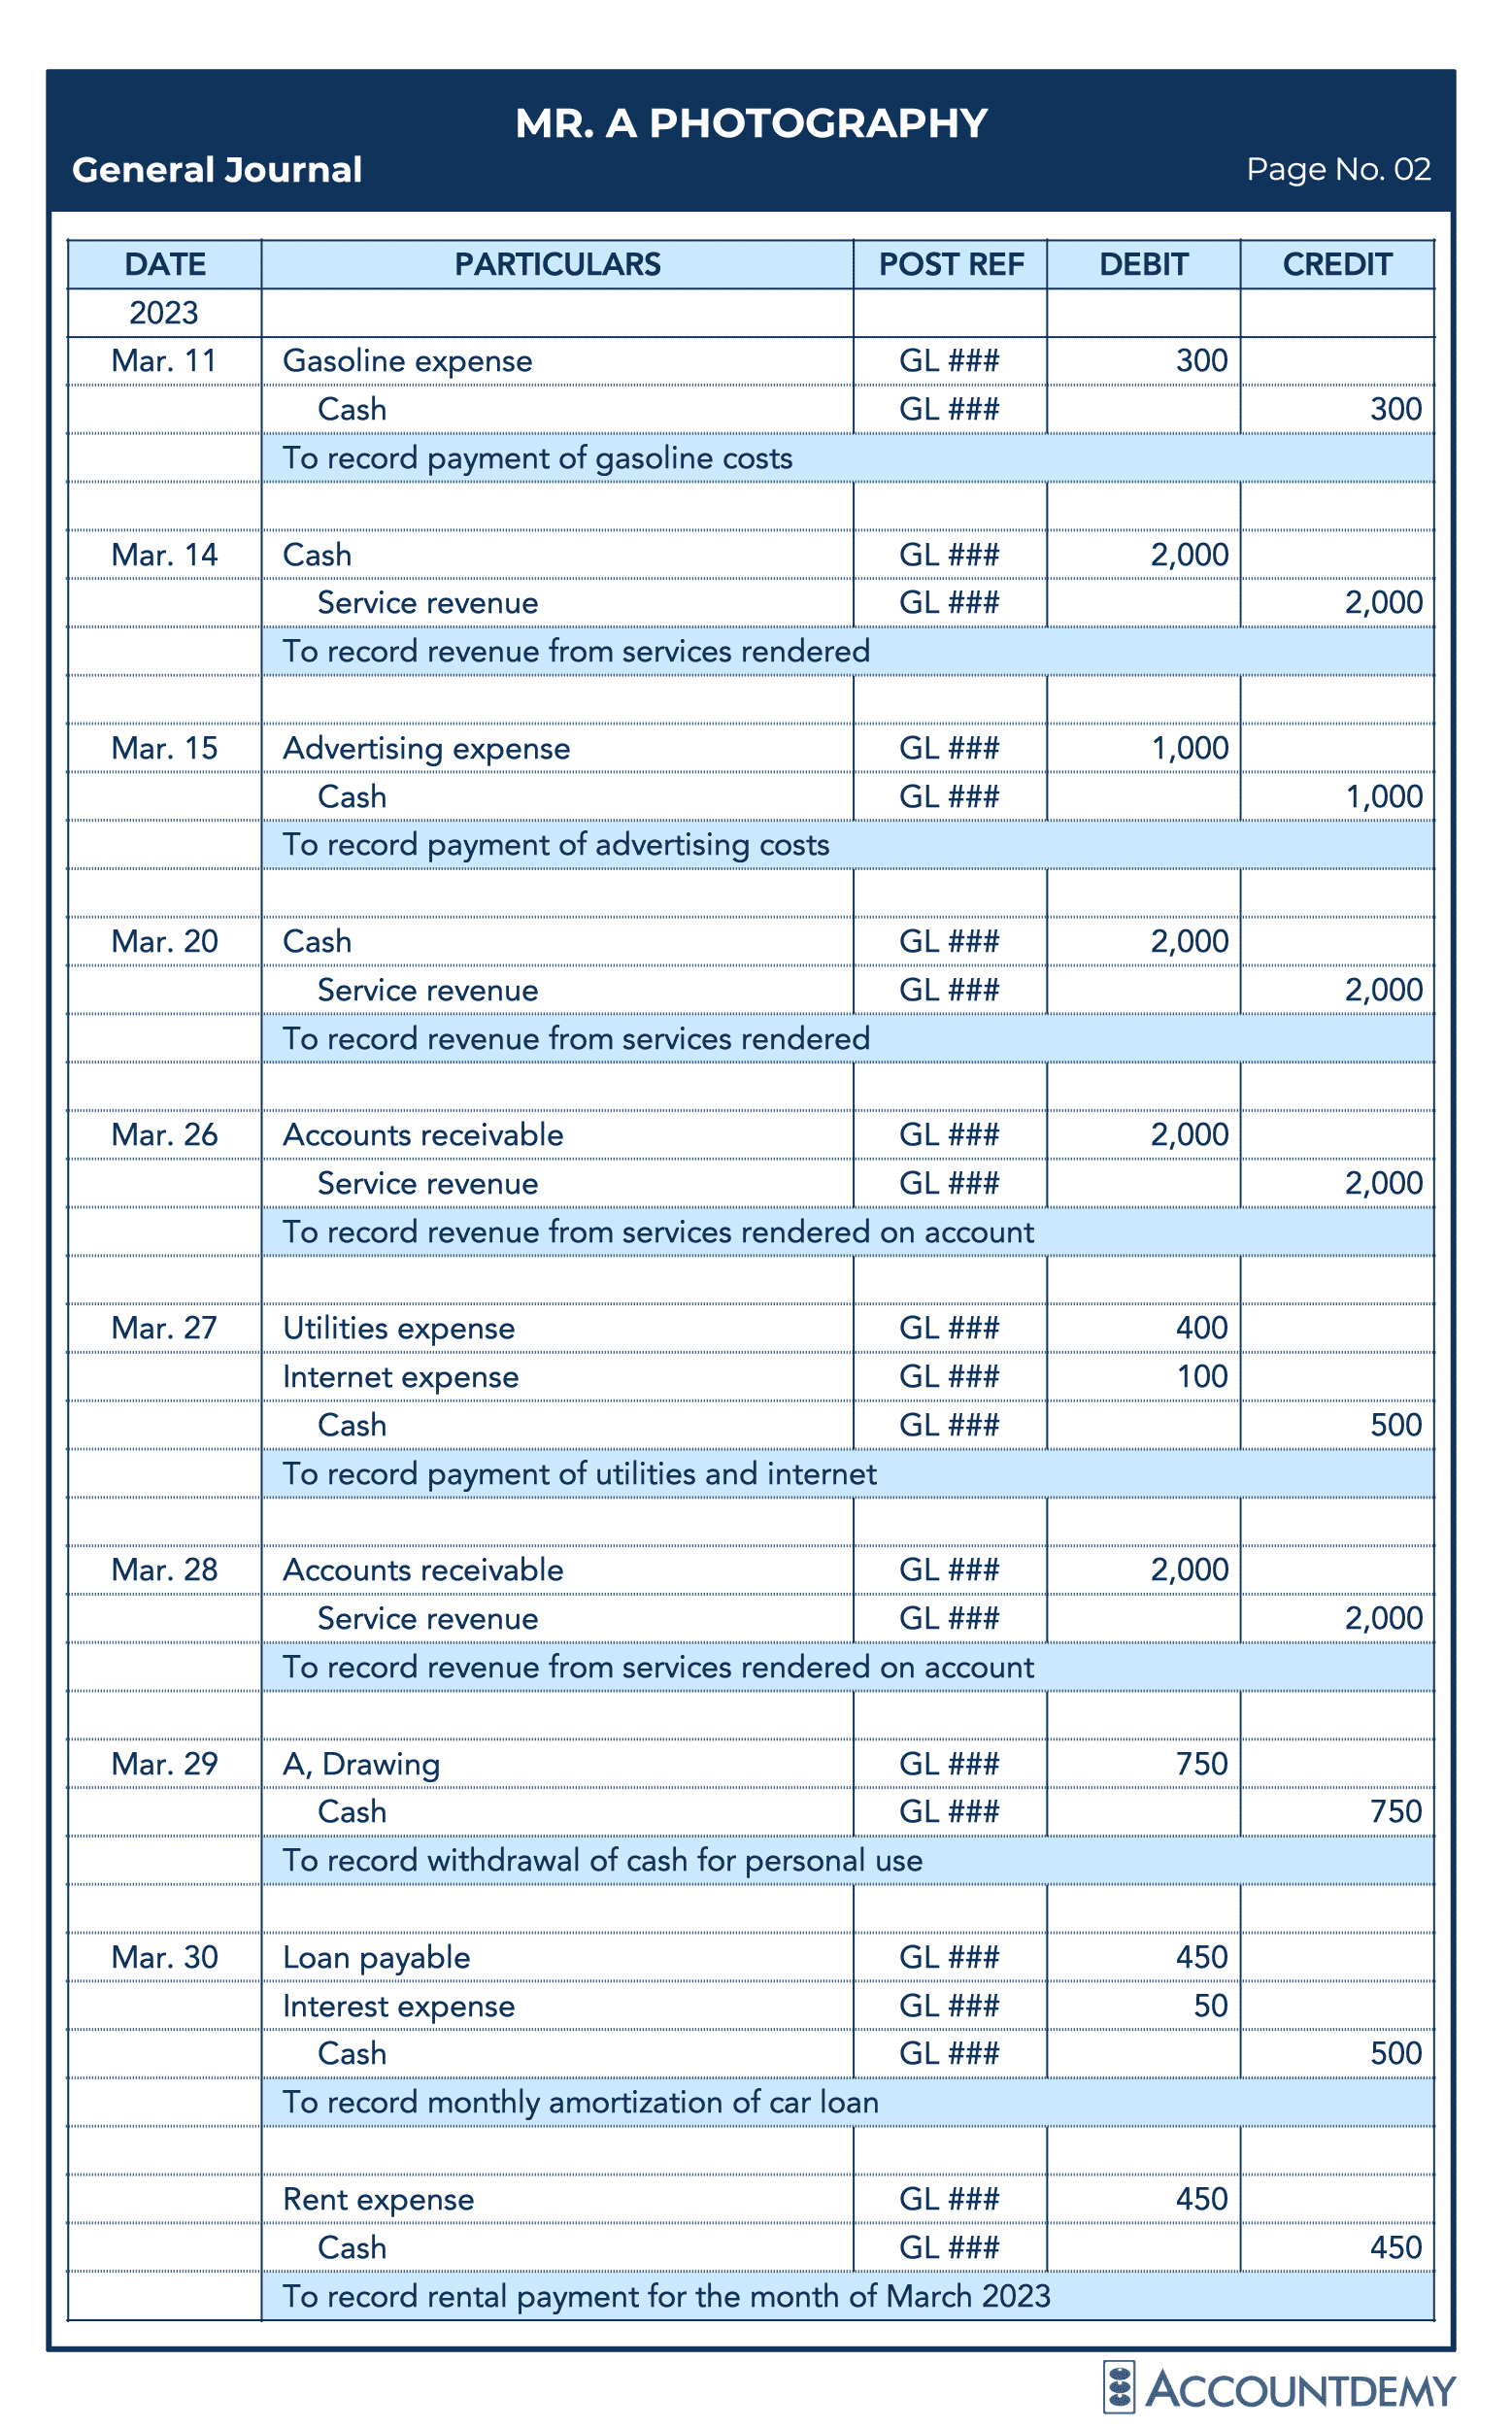 MR. A PHOTOGRAPHY
General Journal Page No. 02
DATE PARTICULARS POST REF DEBIT CREDIT
2023
Mar. 11 Gasoline expense GL ### 300
Cash GL ### 300
To record payment of gasoline costs
Mar. 14 Cash GL ### 2,000
Service revenue GL ### 2,000
To record revenue from services rendered
Mar. 15 Advertising expense GL ### 1,000
Cash GL ### 1,000
To record payment of advertising costs
Mar. 20 Cash GL ### 2,000
Service revenue GL ### 2,000
To record revenue from services rendered
Mar. 26 Accounts receivable GL ### 2,000
Service revenue GL ### 2,000
To record revenue from services rendered on account
Mar. 27 Utilities expense GL ### 400
Internet expense GL ### 100
Cash GL ### 500
To record payment of utilities and internet
Mar. 28 Accounts receivable GL ### 2,000
Service revenue GL ### 2,000
To record revenue from services rendered on account
Mar. 29 A, Drawing GL ### 750
Cash GL ### 750
To record withdrawal of cash for personal use
Mar. 30 Loan payable GL ### 450
Interest expense GL ### 50
Cash GL ### 500
To record monthly amortization of car loan
Rent expense GL ### 450
Cash GL ### 450
To record rental payment for the month of March 2023
ACCOUNTDEMY